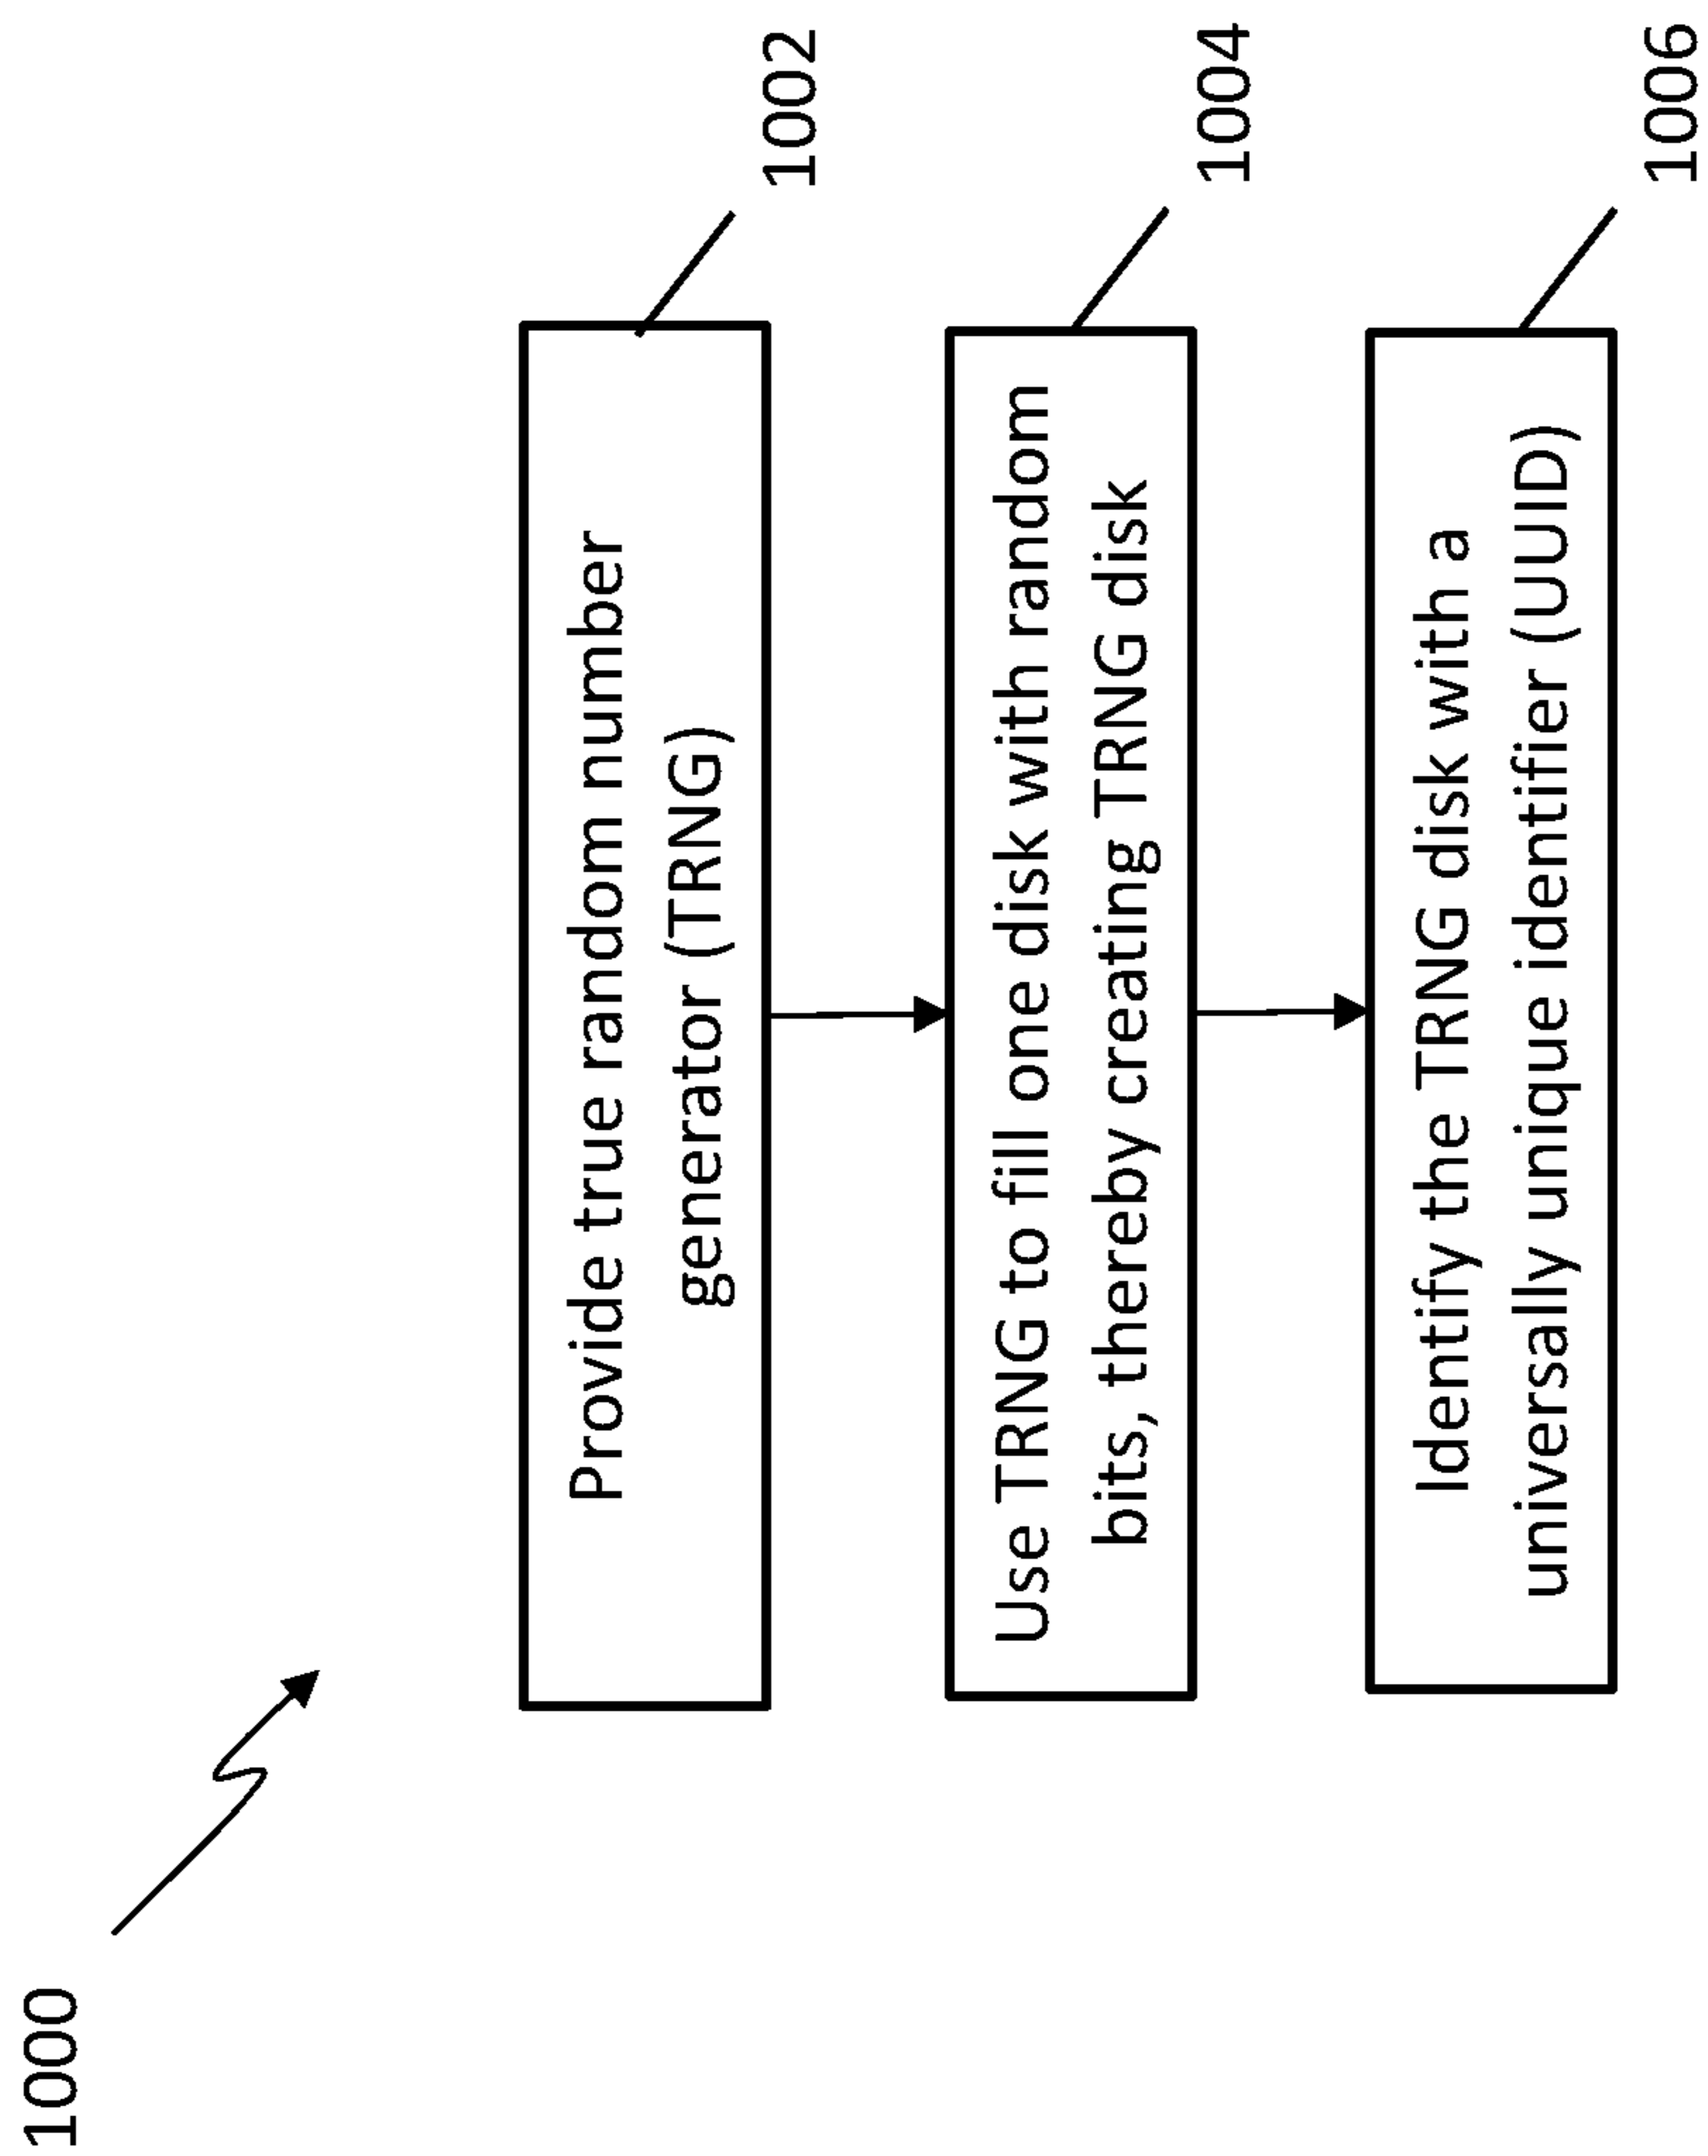 1000
Provide true random number
generator (TRNG)
1002
Use TRNG to fill one disk with random
bits, thereby creating TRNG disk
1004
Identify the TRNG disk with a
universally unique identifier (UUID)
1006